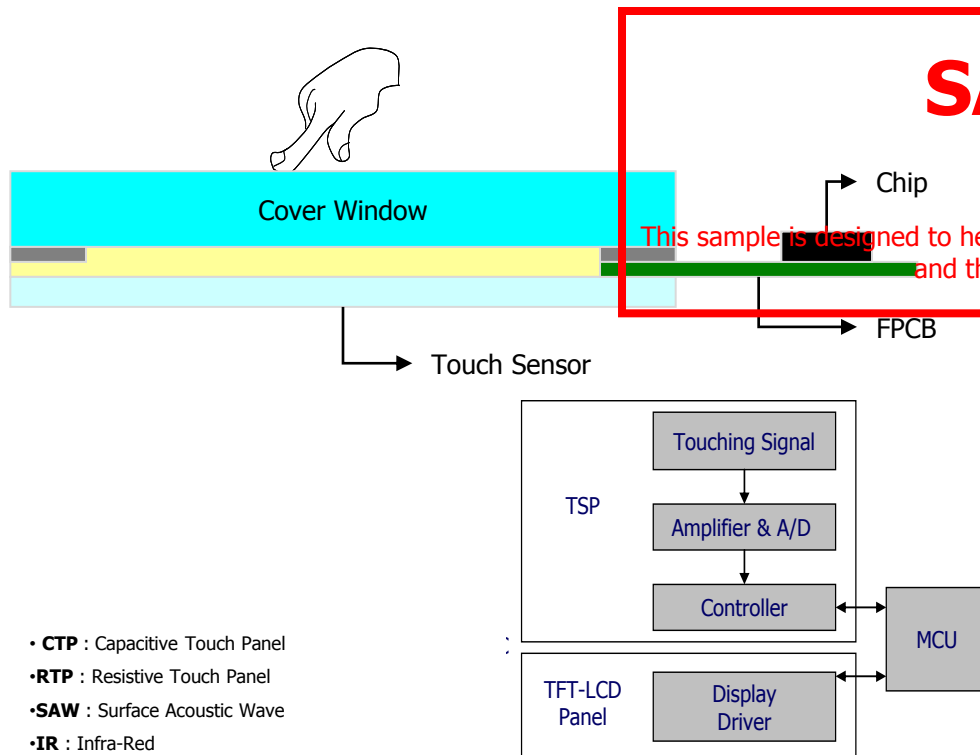 SA
Chip
Cover Window
This sample is designed to he
and th
FPCB
Touch Sensor
Touching Signal
TSP
Amplifier & A/D
Controller
MCU
• CTP : Capacitive Touch Panel
•RTP : Resistive Touch Panel
•SAW : Surface Acoustic Wave
•IR : Infra-Red
TFT-LCD
Panel
Display
Driver